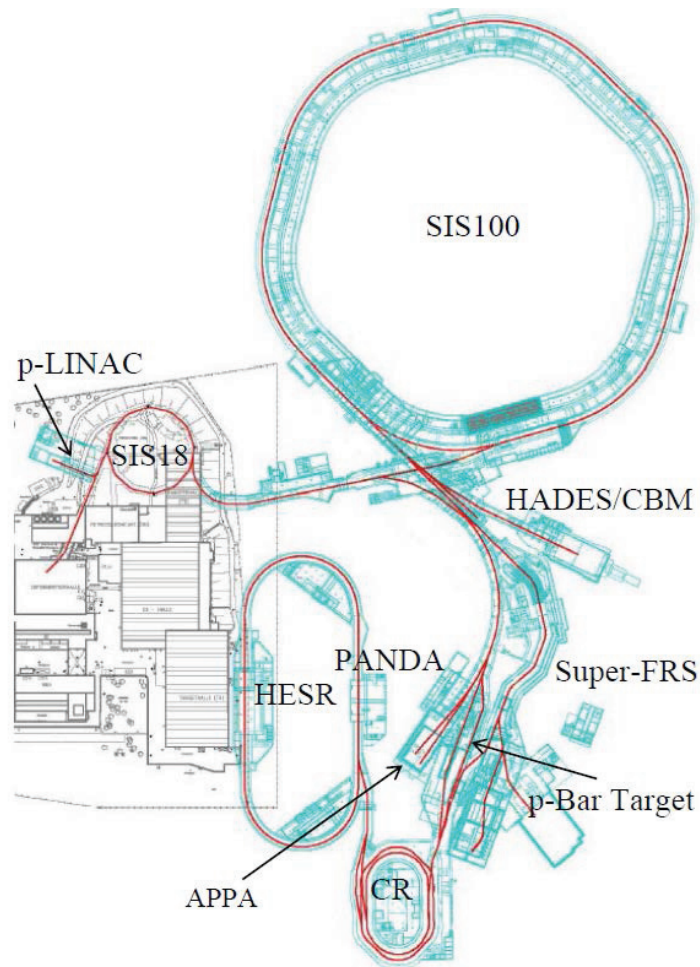 SIS100
p-LINAC
SIS18
HADES/CBM
PANDA
HESR
Super-FRS
p-Bar Target
APPA
CR